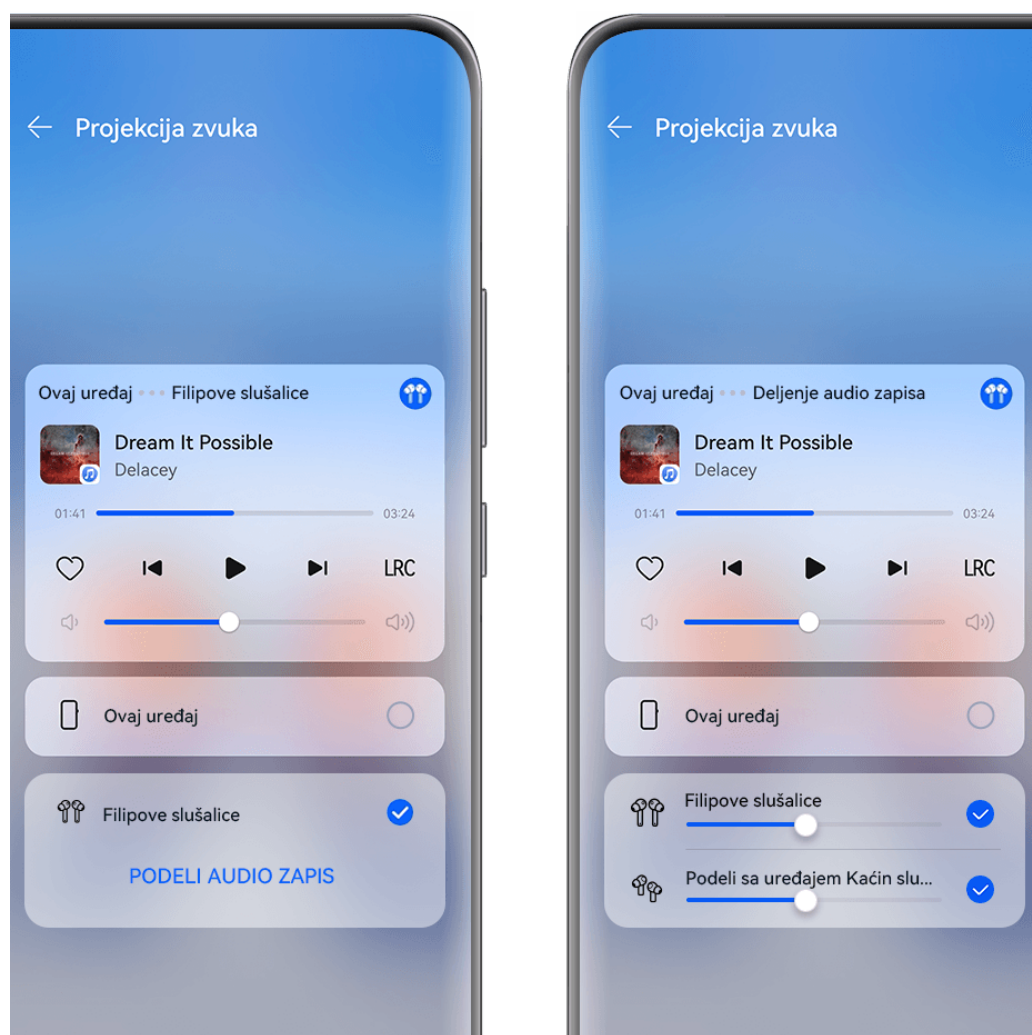 Projekcija zvuka
Ovaj uređaj Filipove slušalice
Dream It Possible
Delacey
01:41 03:24
LRC
Ovaj uređaj
Filipove slušalice
PODELI AUDIO ZAPIS
Projekcija zvuka
Ovaj uređaj Deljenje audio zapisa
Dream It Possible
Delacey
01:41 03:24
LRC
Ovaj uređaj
Filipove slušalice
Podeli sa uređajem Kaćin slu...